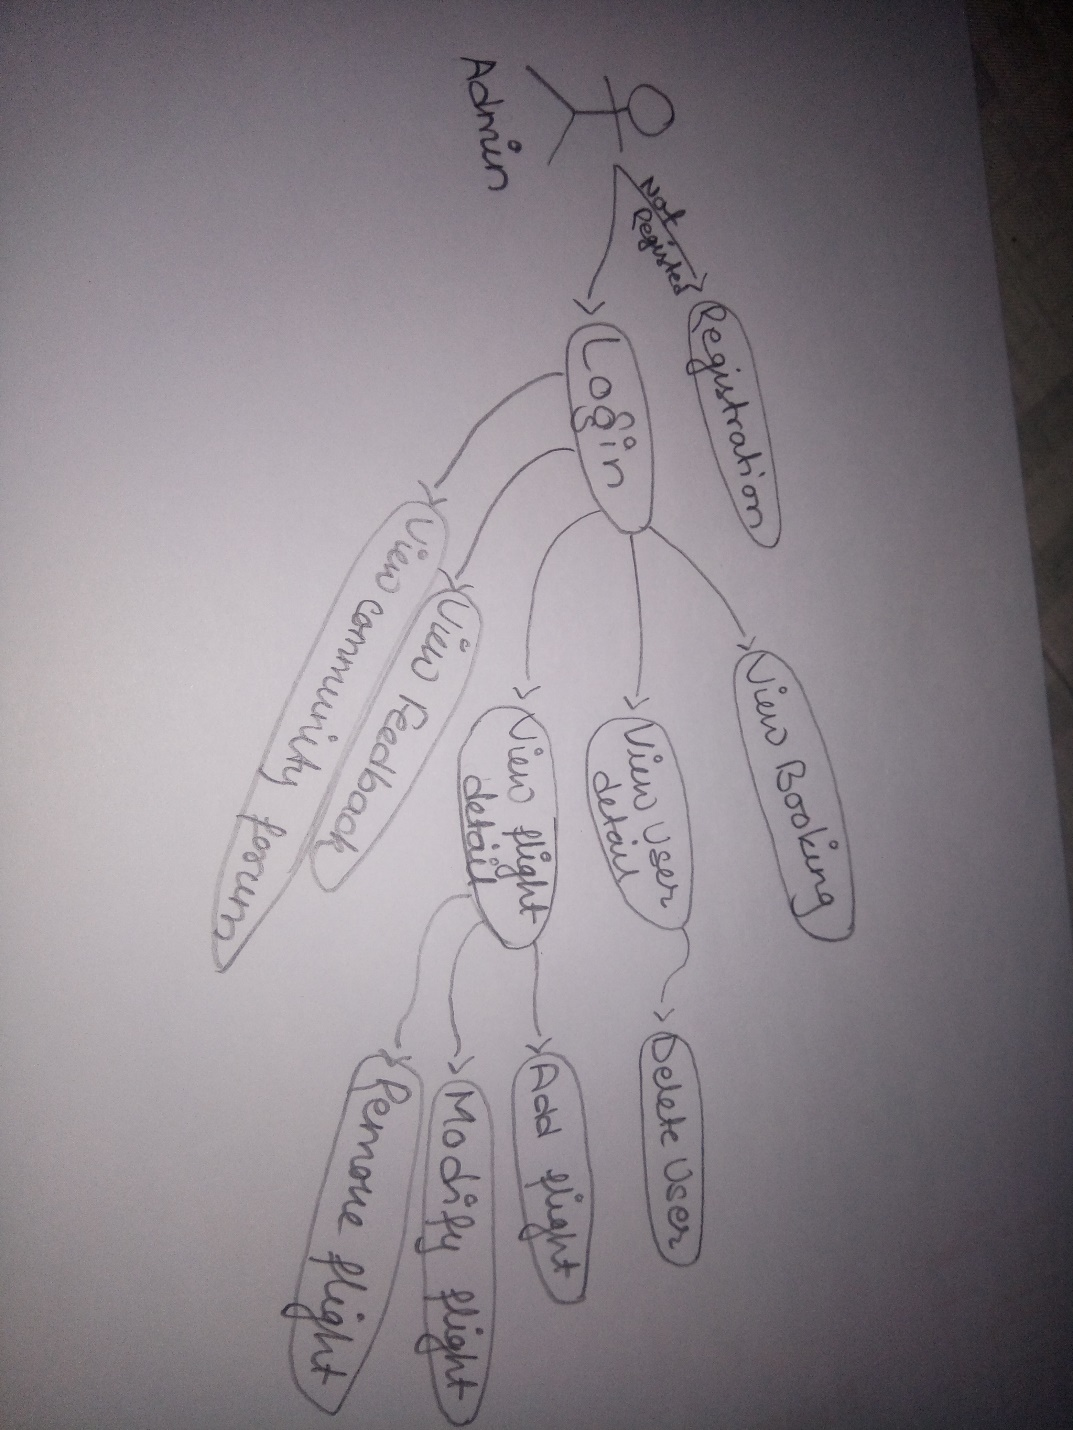 Admin
Not
Registed
Registration
Login
View Booking
View User
detail
Delete User
View flight
detail
Add flight
Modify flight
Remove flight
View Feedback
View community forum